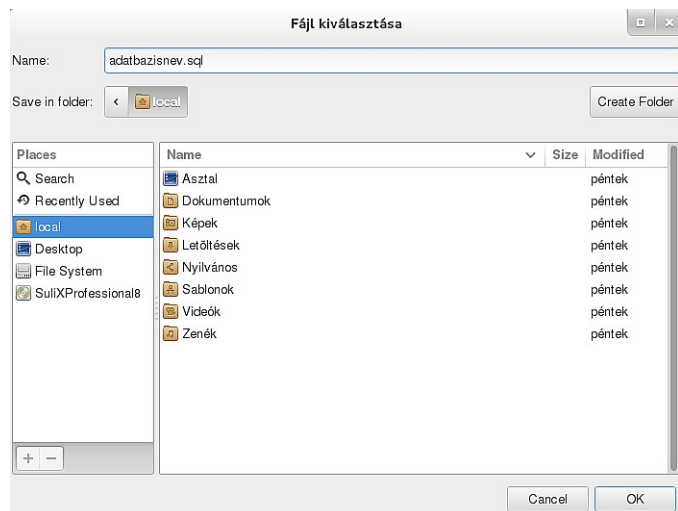 Fájl kiválasztása
Name: adatbazisnev.sql
Save in folder: local Create Folder
Places Name Size Modified
Search Asztal péntek
Recently Used Dokumentumok péntek
local Képek péntek
Desktop Letöltések péntek
File System Nyilvános péntek
SuliXProfessional8 Sablonok péntek
Videók péntek
Zenék péntek
Cancel OK